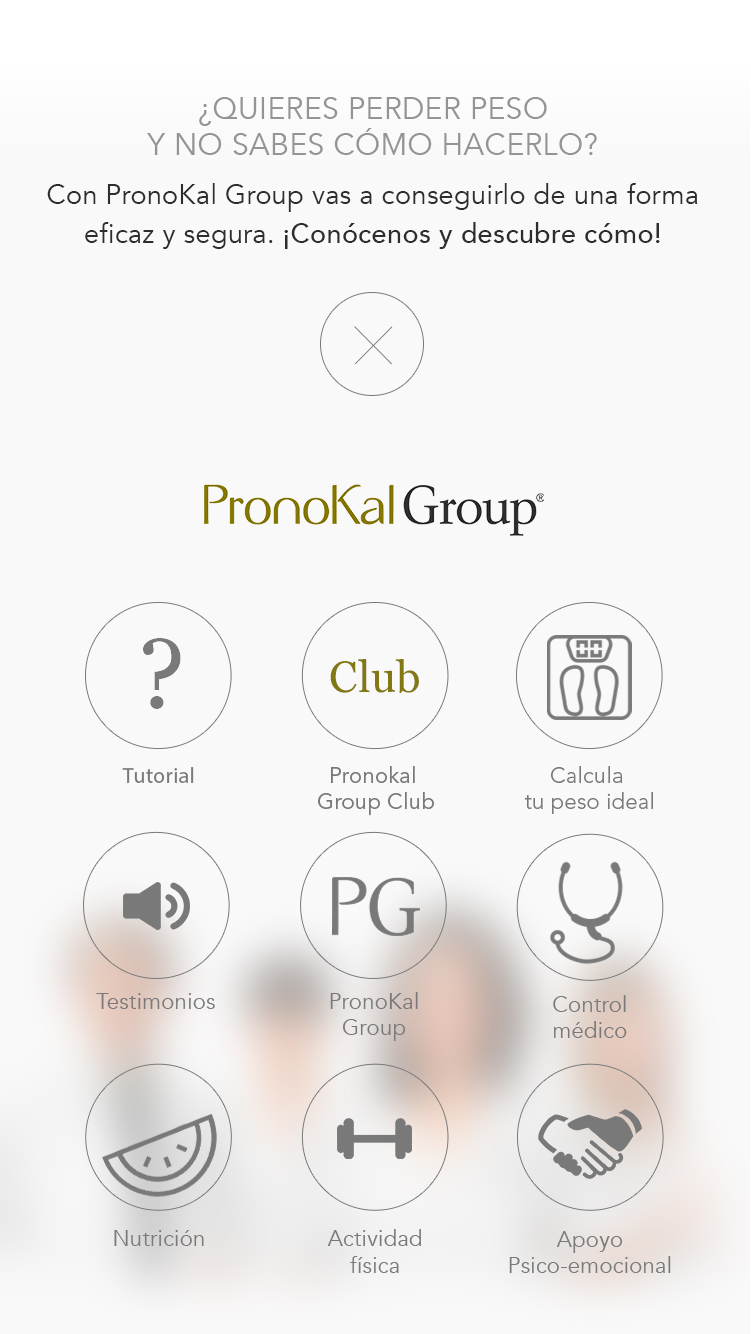 ¿QUIERES PERDER PESO
Y NO SABES CÓMO HACERLO?
Con PronoKal Group vas a conseguirlo de una forma
eficaz y segura. ¡Conócenos y descubre cómo!
PronoKal Group®
?
Club
Tutorial
Pronokal
Group Club
Calcula
tu peso ideal
PG
Testimonios
PronoKal
Group
Control
médico
Nutrición
Actividad
física
Apoyo
Psico-emocional